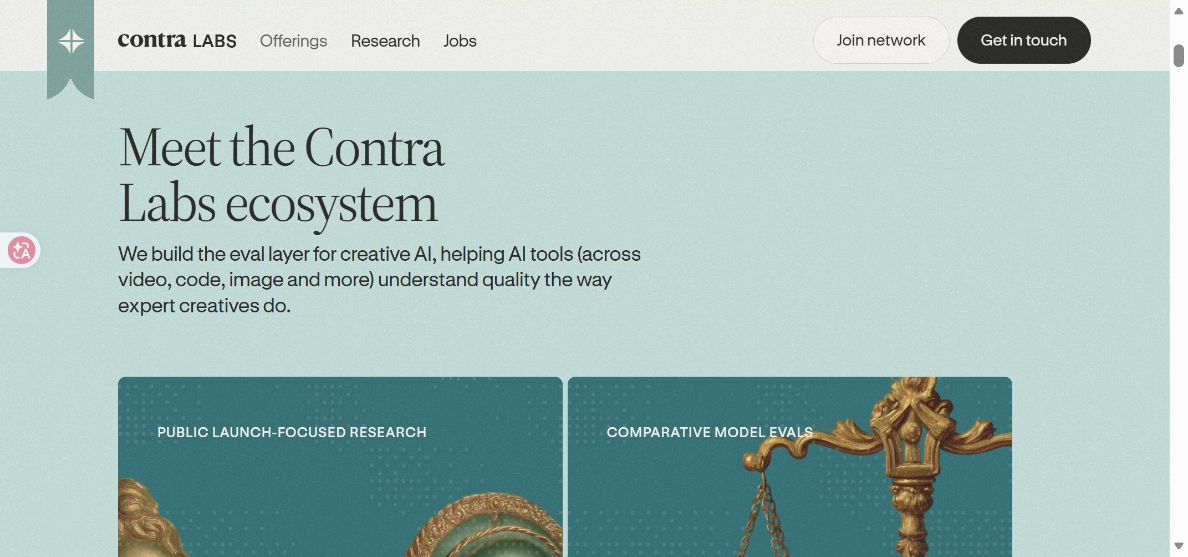 contra LABS Offerings Research Jobs Join network Get in touch
Meet the Contra
Labs ecosystem
We build the eval layer for creative AI, helping AI tools (across
video, code, image and more) understand quality the way
expert creatives do.
PUBLIC LAUNCH-FOCUSED RESEARCH
COMPARATIVE MODEL EVALS